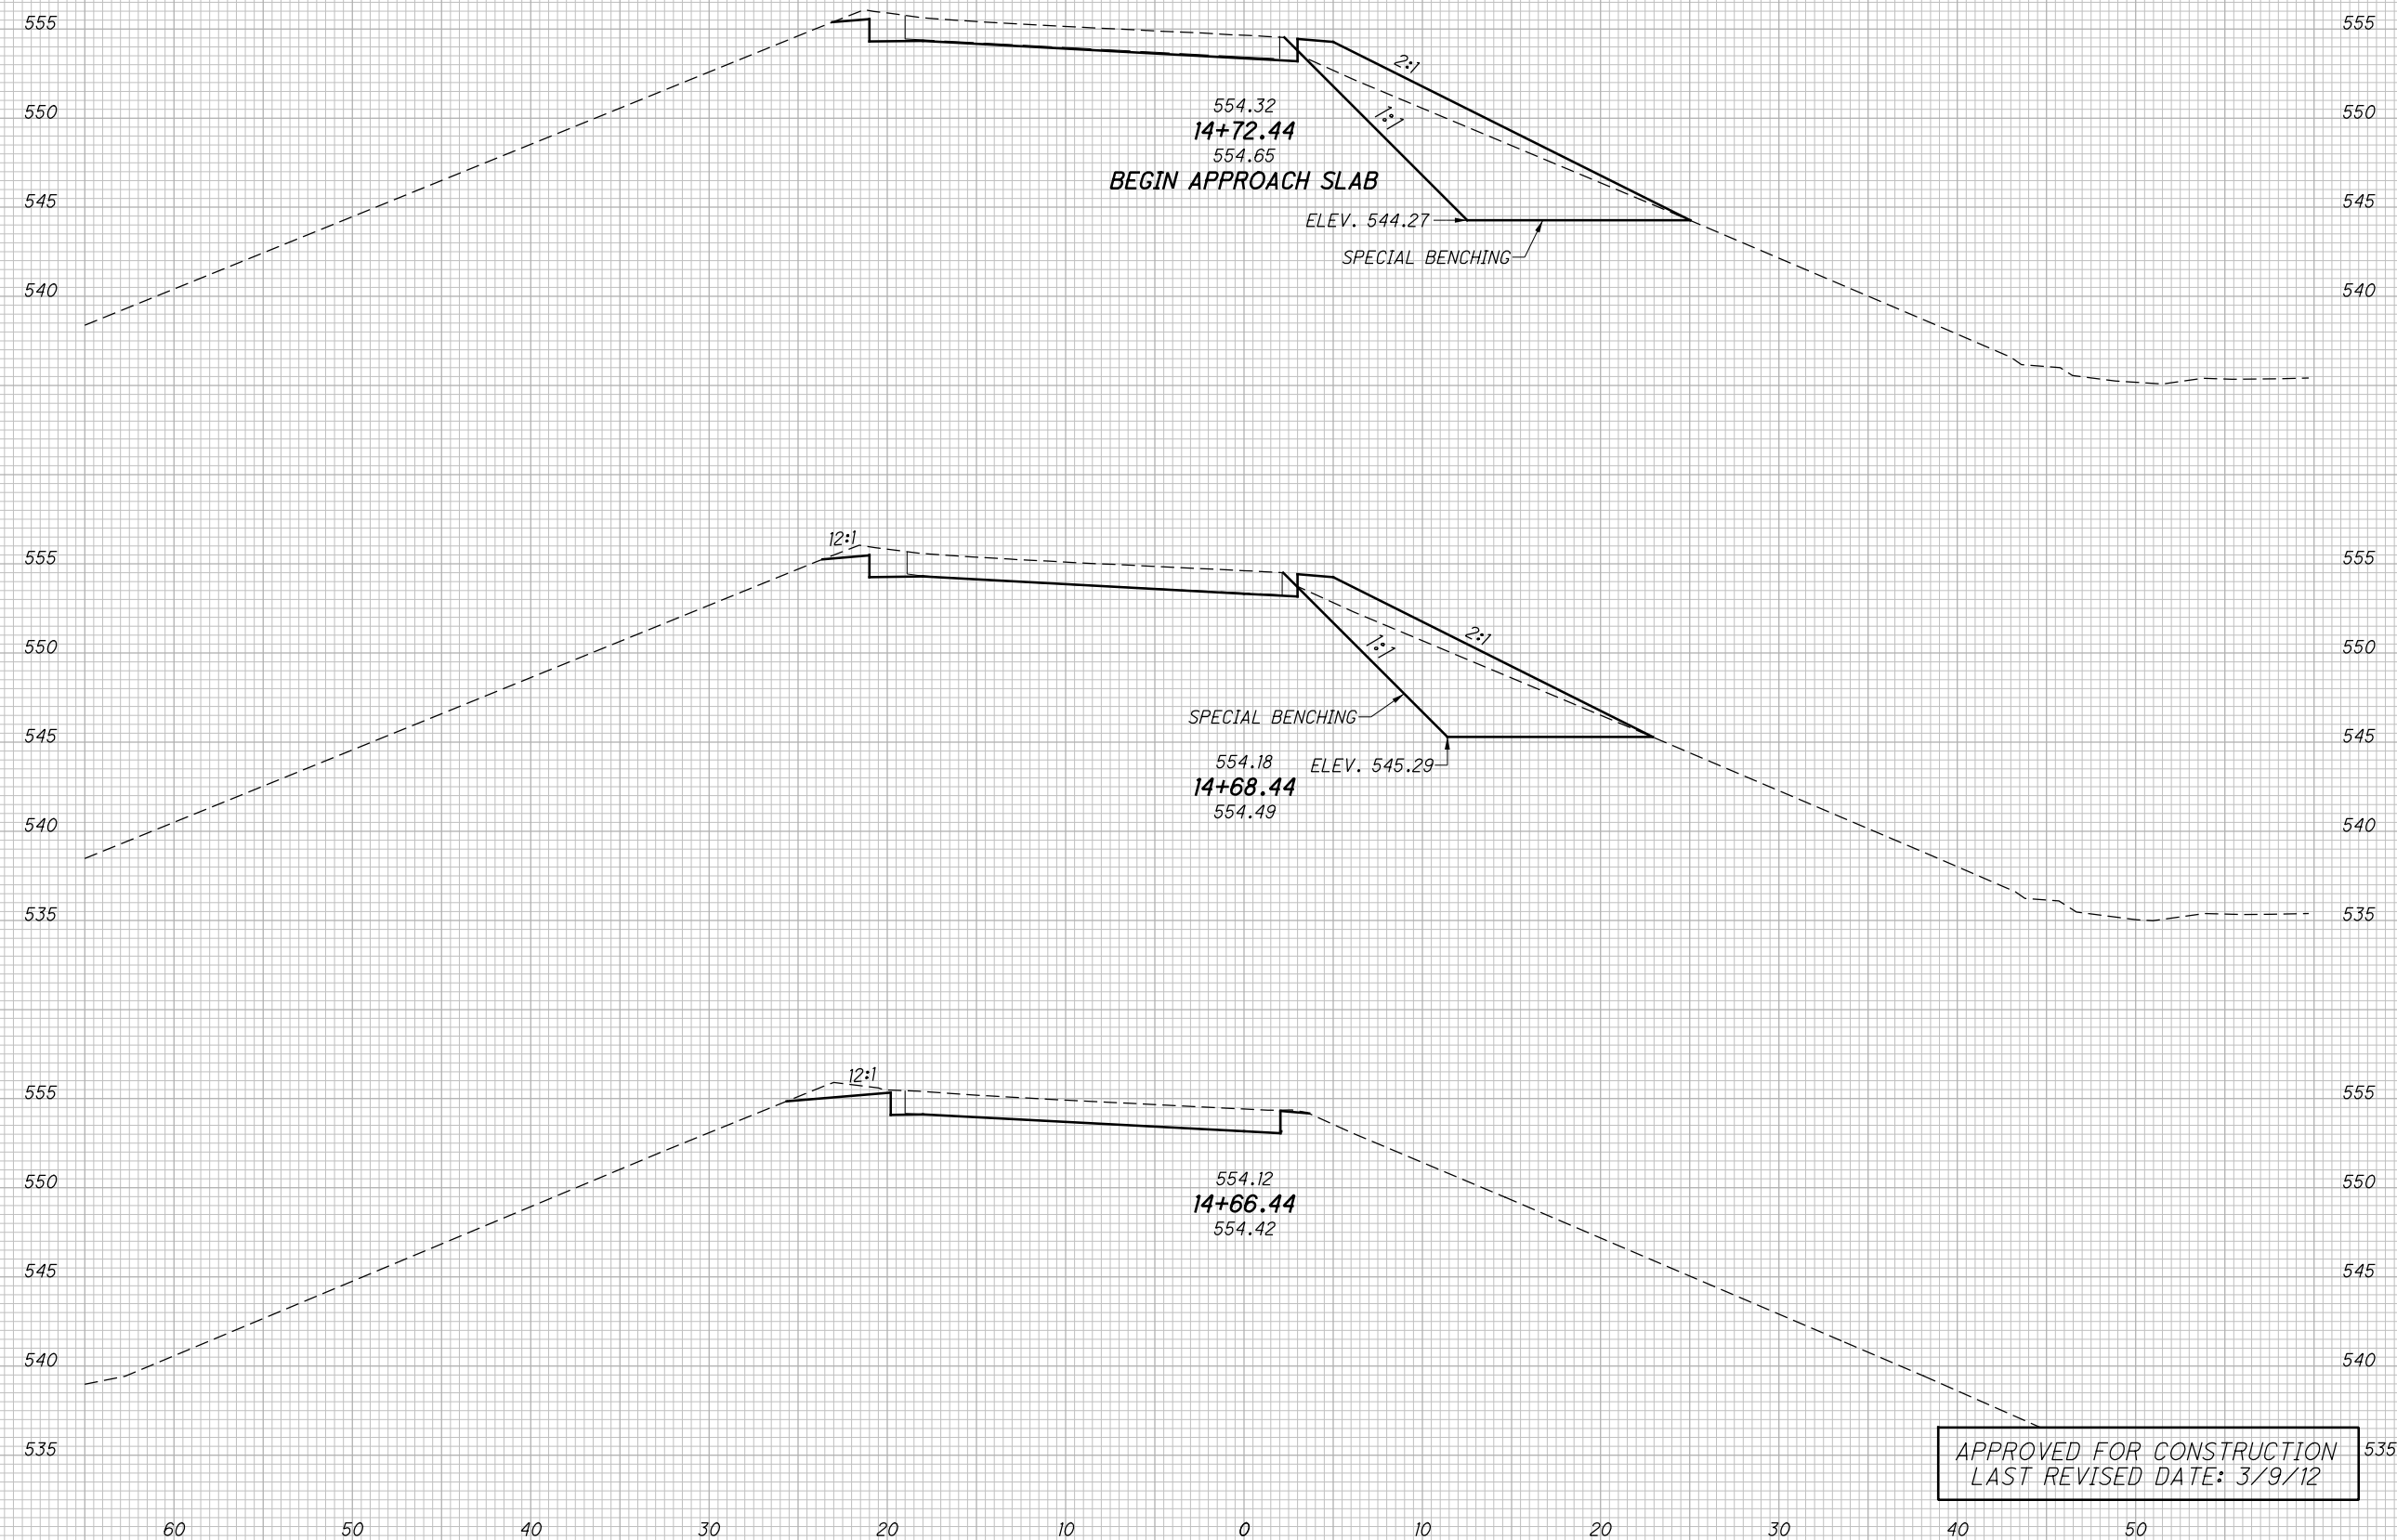 555 555
2:1
550 554.32 1:1 550
14+72.44
554.65
BEGIN APPROACH SLAB
545 545
ELEV. 544.27
SPECIAL BENCHING
540 540
12:1
555 555
2:1
550 1:1 550
SPECIAL BENCHING
545 545
554.18 ELEV. 545.29
14+68.44
554.49
540 540
535 535
12:1
555 555
550 554.12 550
14+66.44
554.42
545 545
540 540
535 535
APPROVED FOR CONSTRUCTION
LAST REVISED DATE: 3/9/12
60 50 40 30 20 10 0 10 20 30 40 50